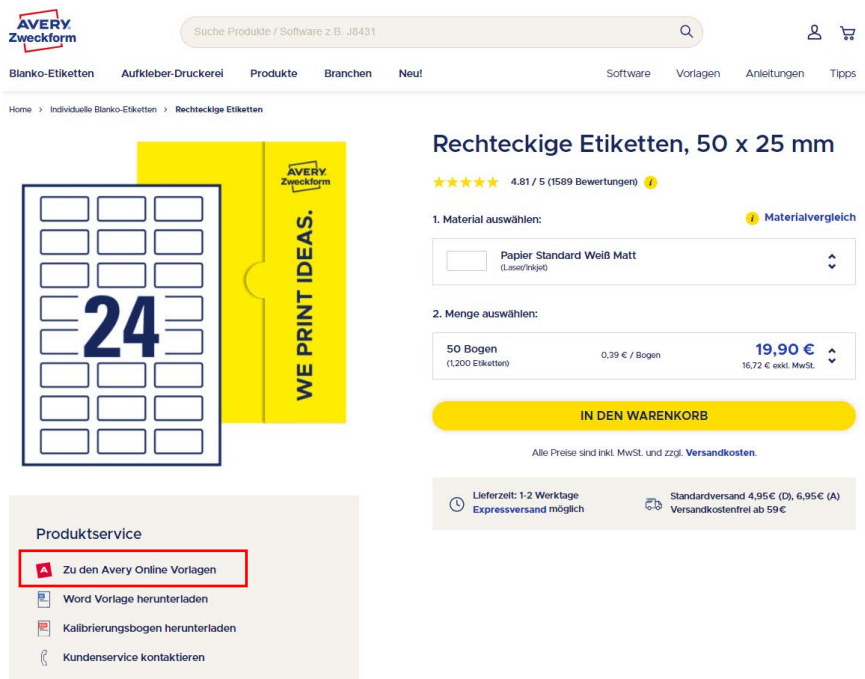 AVERY
Zweckform
Suche Produkte / Software z.B. J8431
Blanko-Etiketten Aufkleber-Druckerei Produkte Branchen Neu! Software Vorlagen Anleitungen Tipps
Home > Individuelle Blanko-Etiketten > Rechteckige Etiketten
AVERY
Zweckform
WE PRINT IDEAS.
24
Rechteckige Etiketten, 50 x 25 mm
4.81 / 5 (1589 Bewertungen) i
1. Material auswählen: i Materialvergleich
Papier Standard Weiß Matt
(Laser/Inkjet)
2. Menge auswählen:
50 Bogen 0,39 € / Bogen 19,90 €
(1,200 Etiketten) 16,72 € exkl. MwSt.
IN DEN WARENKORB
Alle Preise sind inkl. MwSt. und zzgl. Versandkosten.
Lieferzeit: 1-2 Werktage
Expressversand möglich
Standardversand 4,95€ (D), 6,95€ (A)
Versandkostenfrei ab 59€
Produktservice
A Zu den Avery Online Vorlagen
Word Vorlage herunterladen
Kalibrierungsbogen herunterladen
Kundenservice kontaktieren